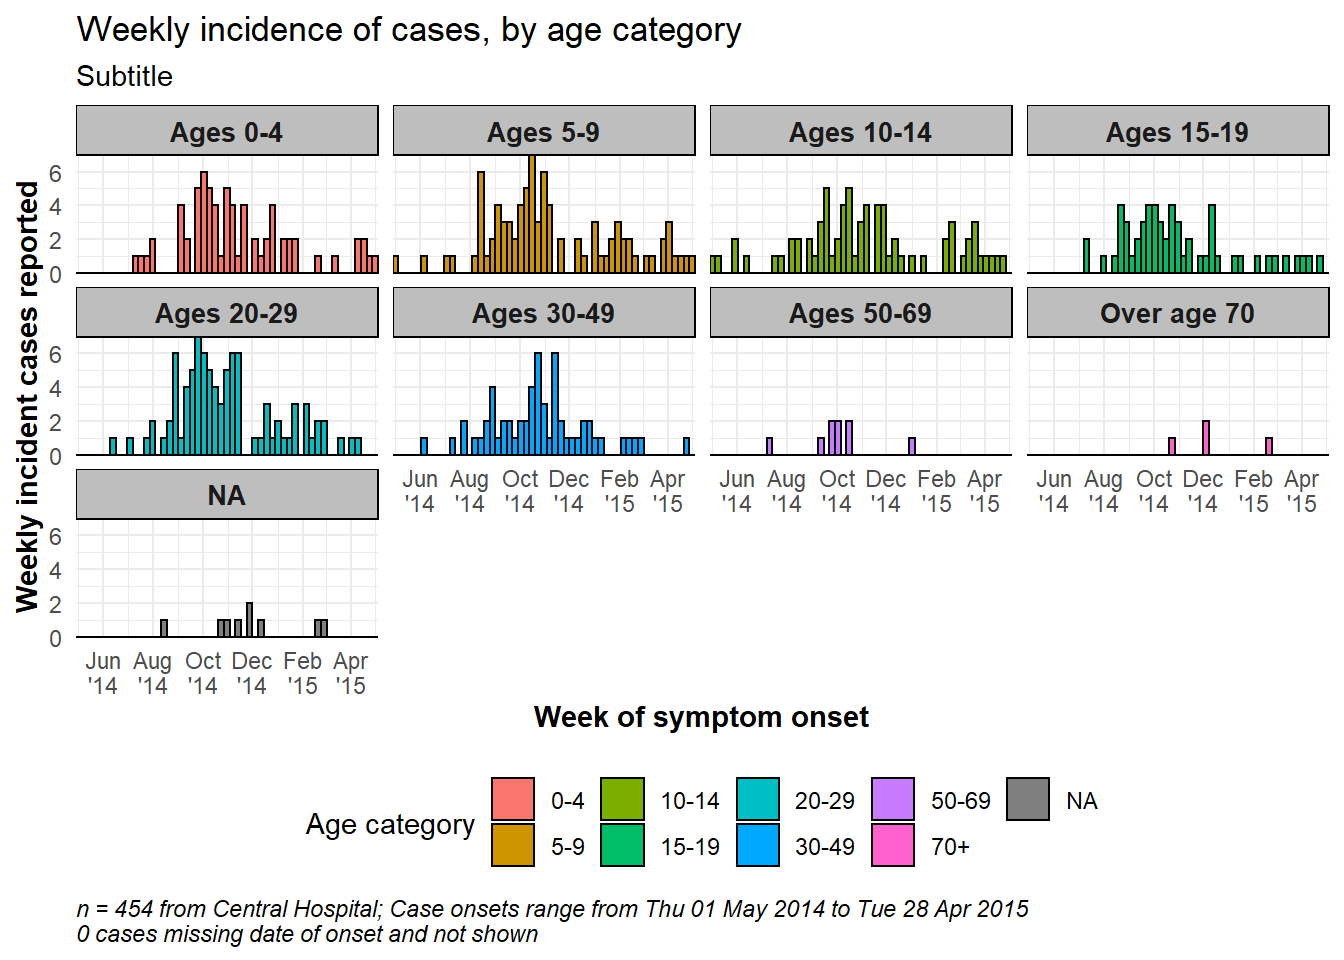 Weekly incidence of cases, by age category
Subtitle
Ages 0-4 Ages 5-9 Ages 10-14 Ages 15-19
6
4
2
0
Ages 20-29 Ages 30-49 Ages 50-69 Over age 70
6
4
2
0
Jun Aug Oct Dec Feb Apr Jun Aug Oct Dec Feb Apr Jun Aug Oct Dec Feb Apr
'14 '14 '14 '14 '15 '15 '14 '14 '14 '14 '15 '15 '14 '14 '14 '14 '15 '15
NA
6
4
2
0
Jun Aug Oct Dec Feb Apr
'14 '14 '14 '14 '15 '15
Weekly incident cases reported
Week of symptom onset
Age category
0-4 10-14 20-29 50-69 NA
5-9 15-19 30-49 70+
n = 454 from Central Hospital; Case onsets range from Thu 01 May 2014 to Tue 28 Apr 2015
0 cases missing date of onset and not shown